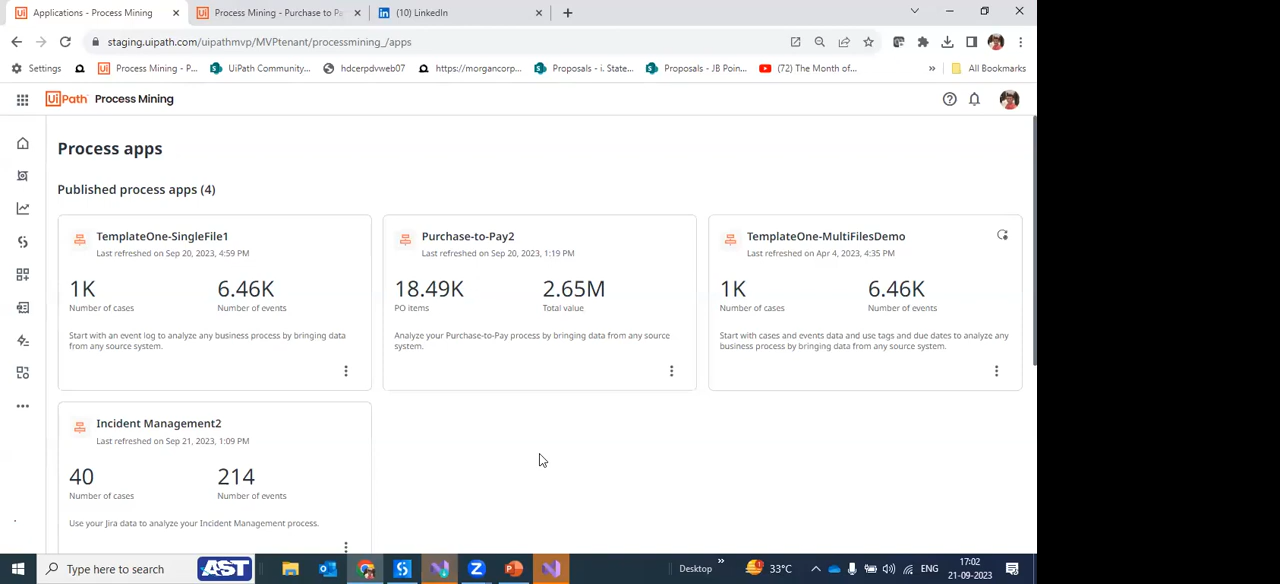 Applications - Process Mining
Process Mining - Purchase to Pa
(10) LinkedIn
staging.uipath.com/uipathmvp/MVPtenant/processmining_/apps
Settings
Process Mining - P...
UiPath Community...
hdcerpdvweb07
https://morgancorp...
Proposals - i. State...
Proposals - JB Poin...
(72) The Month of...
»
All Bookmarks
UiPath Process Mining
Process apps
Published process apps (4)
TemplateOne-SingleFile1
Last refreshed on Sep 20, 2023, 4:59 PM
1K
6.46K
Number of cases
Number of events
Start with an event log to analyze any business process by bringing data
from any source system.
Purchase-to-Pay2
Last refreshed on Sep 20, 2023, 1:19 PM
18.49K
2.65M
PO items
Total value
Analyze your Purchase-to-Pay process by bringing data from any source
system.
TemplateOne-MultiFilesDemo
Last refreshed on Apr 4, 2023, 4:35 PM
1K
6.46K
Number of cases
Number of events
Start with cases and events data and use tags and due dates to analyze any
business process by bringing data from any source system.
Incident Management2
Last refreshed on Sep 21, 2023, 1:09 PM
40
214
Number of cases
Number of events
Use your Jira data to analyze your Incident Management process.
Type here to search
AST
Desktop
»
33°C
ENG
17:02
21-09-2023